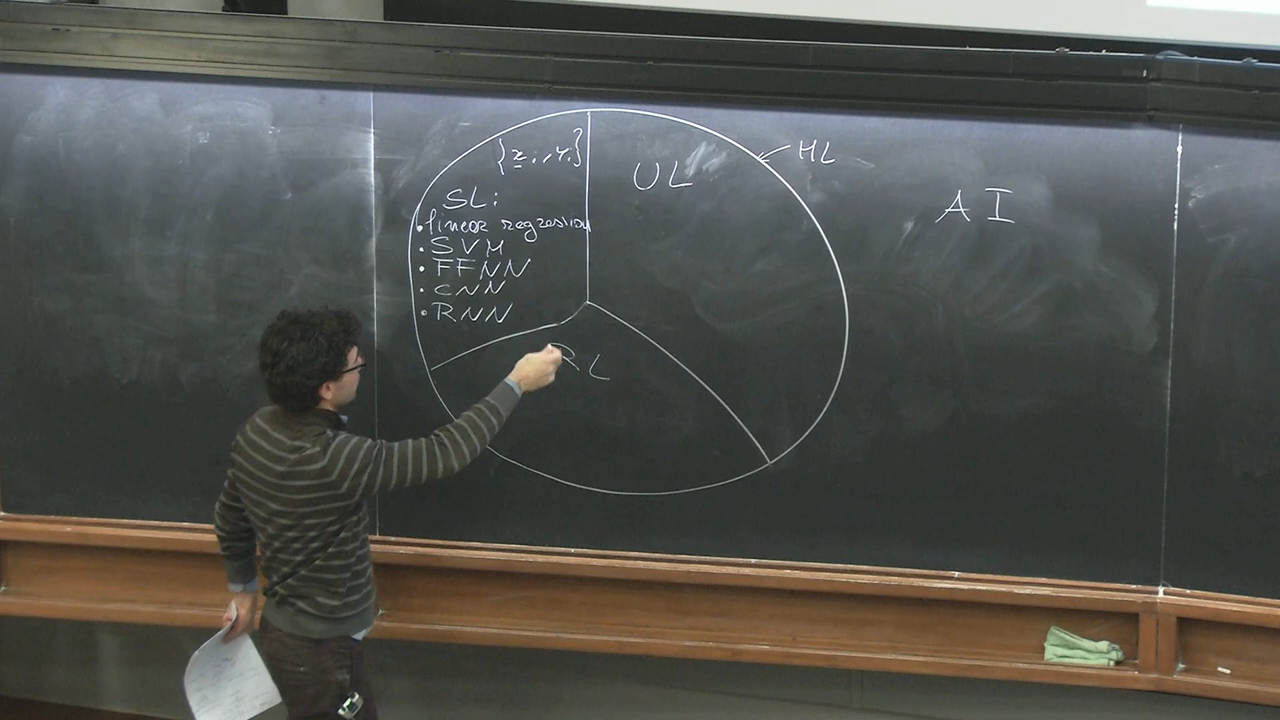 {x_i, y_i}
SL:
• linear regression
• SVM
• FFNN
• CNN
• RNN
UL
RL
ML
AI